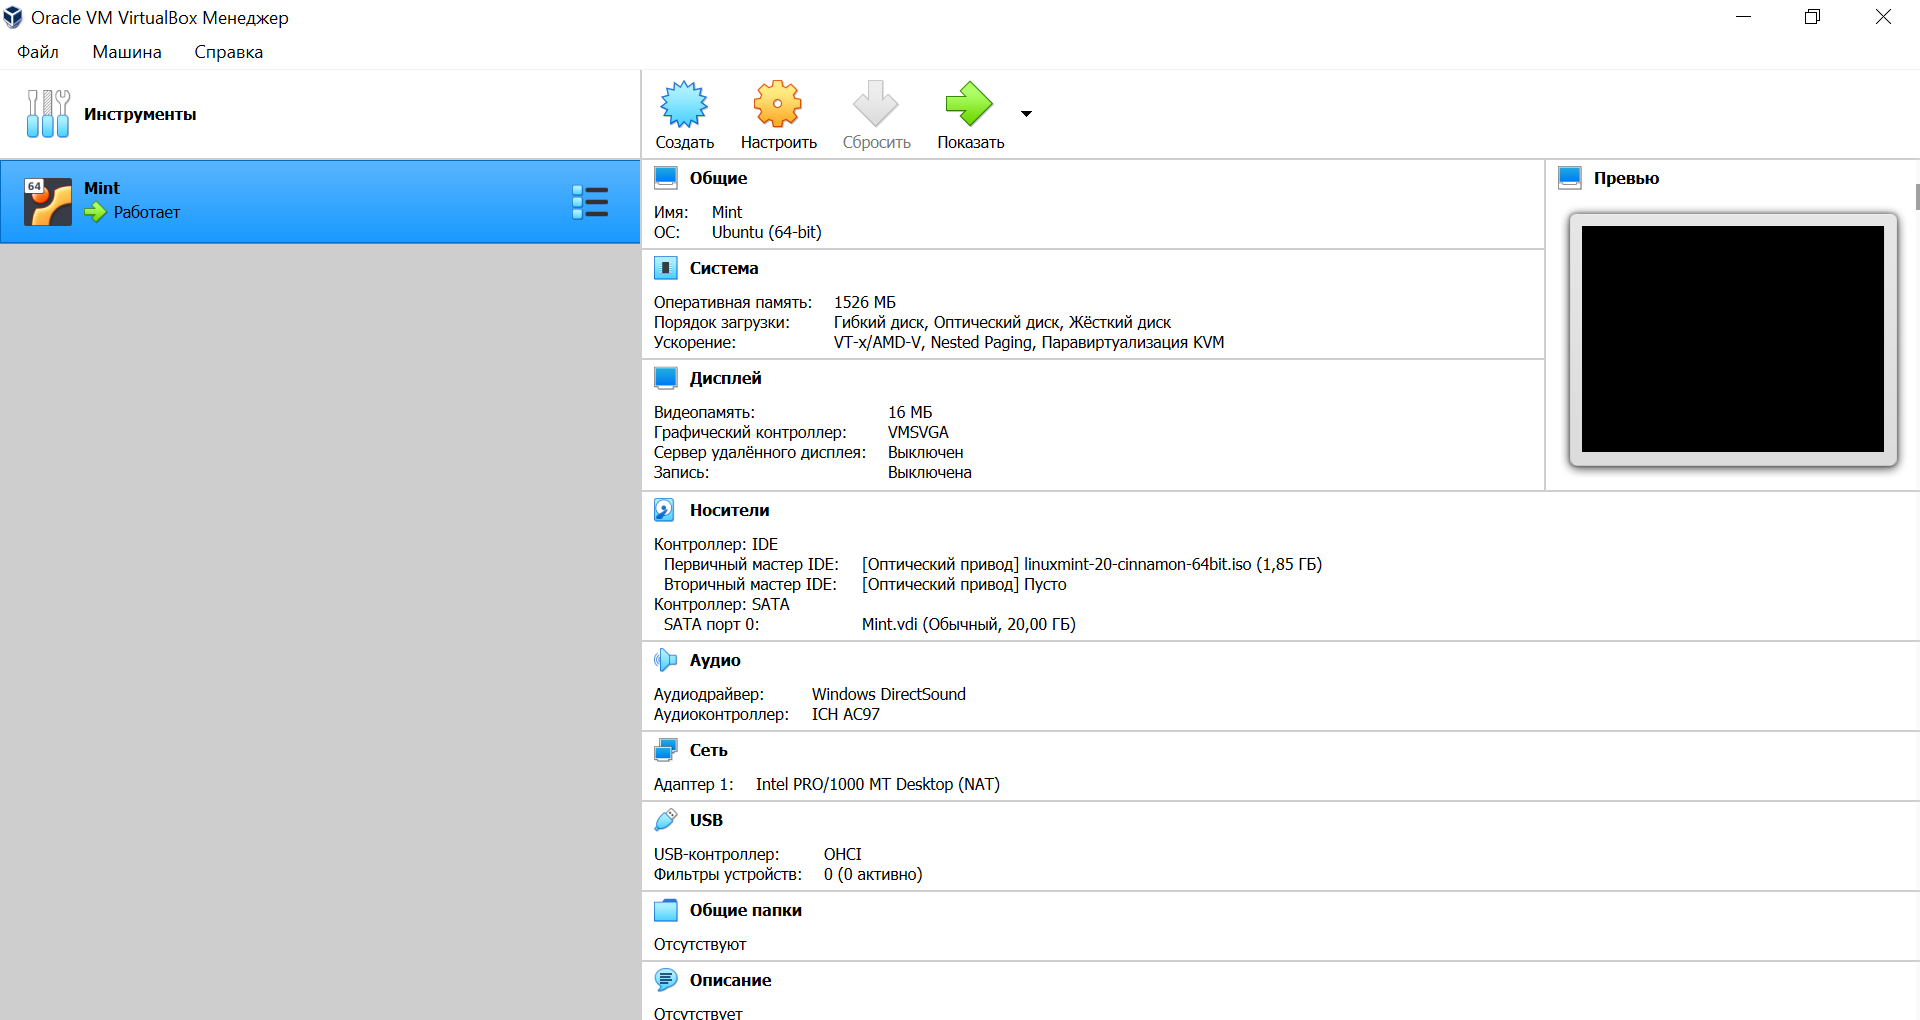 Oracle VM VirtualBox Менеджер
Файл Машина Справка
Инструменты
Создать Настроить Сбросить Показать
64
Mint
Работает
Общие
Имя: Mint
ОС: Ubuntu (64-bit)
Превью
Система
Оперативная память: 1526 МБ
Порядок загрузки: Гибкий диск, Оптический диск, Жёсткий диск
Ускорение: VT-x/AMD-V, Nested Paging, Паравиртуализация KVM
Дисплей
Видеопамять: 16 МБ
Графический контроллер: VMSVGA
Сервер удалённого дисплея: Выключен
Запись: Выключена
Носители
Контроллер: IDE
Первичный мастер IDE: [Оптический привод] linuxmint-20-cinnamon-64bit.iso (1,85 ГБ)
Вторичный мастер IDE: [Оптический привод] Пусто
Контроллер: SATA
SATA порт 0: Mint.vdi (Обычный, 20,00 ГБ)
Аудио
Аудиодрайвер: Windows DirectSound
Аудиоконтроллер: ICH AC97
Сеть
Адаптер 1: Intel PRO/1000 MT Desktop (NAT)
USB
USB-контроллер: OHCI
Фильтры устройств: 0 (0 активно)
Общие папки
Отсутствуют
Описание
Отсутствует